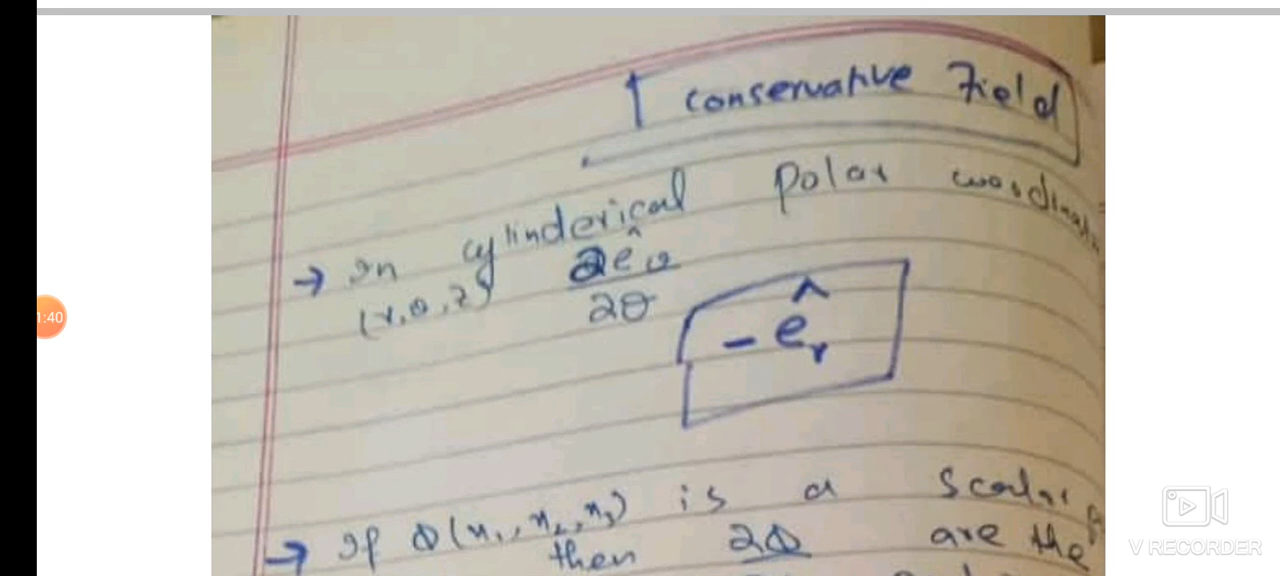 conservative Field
→ In cylinderical Polar
(r, θ, z) ∂ê_θ
∂θ
- ê_r
→ If Φ(x₁, x₂, x₃) is a scalar
then ∂Φ are the
1:40
V RECORDER